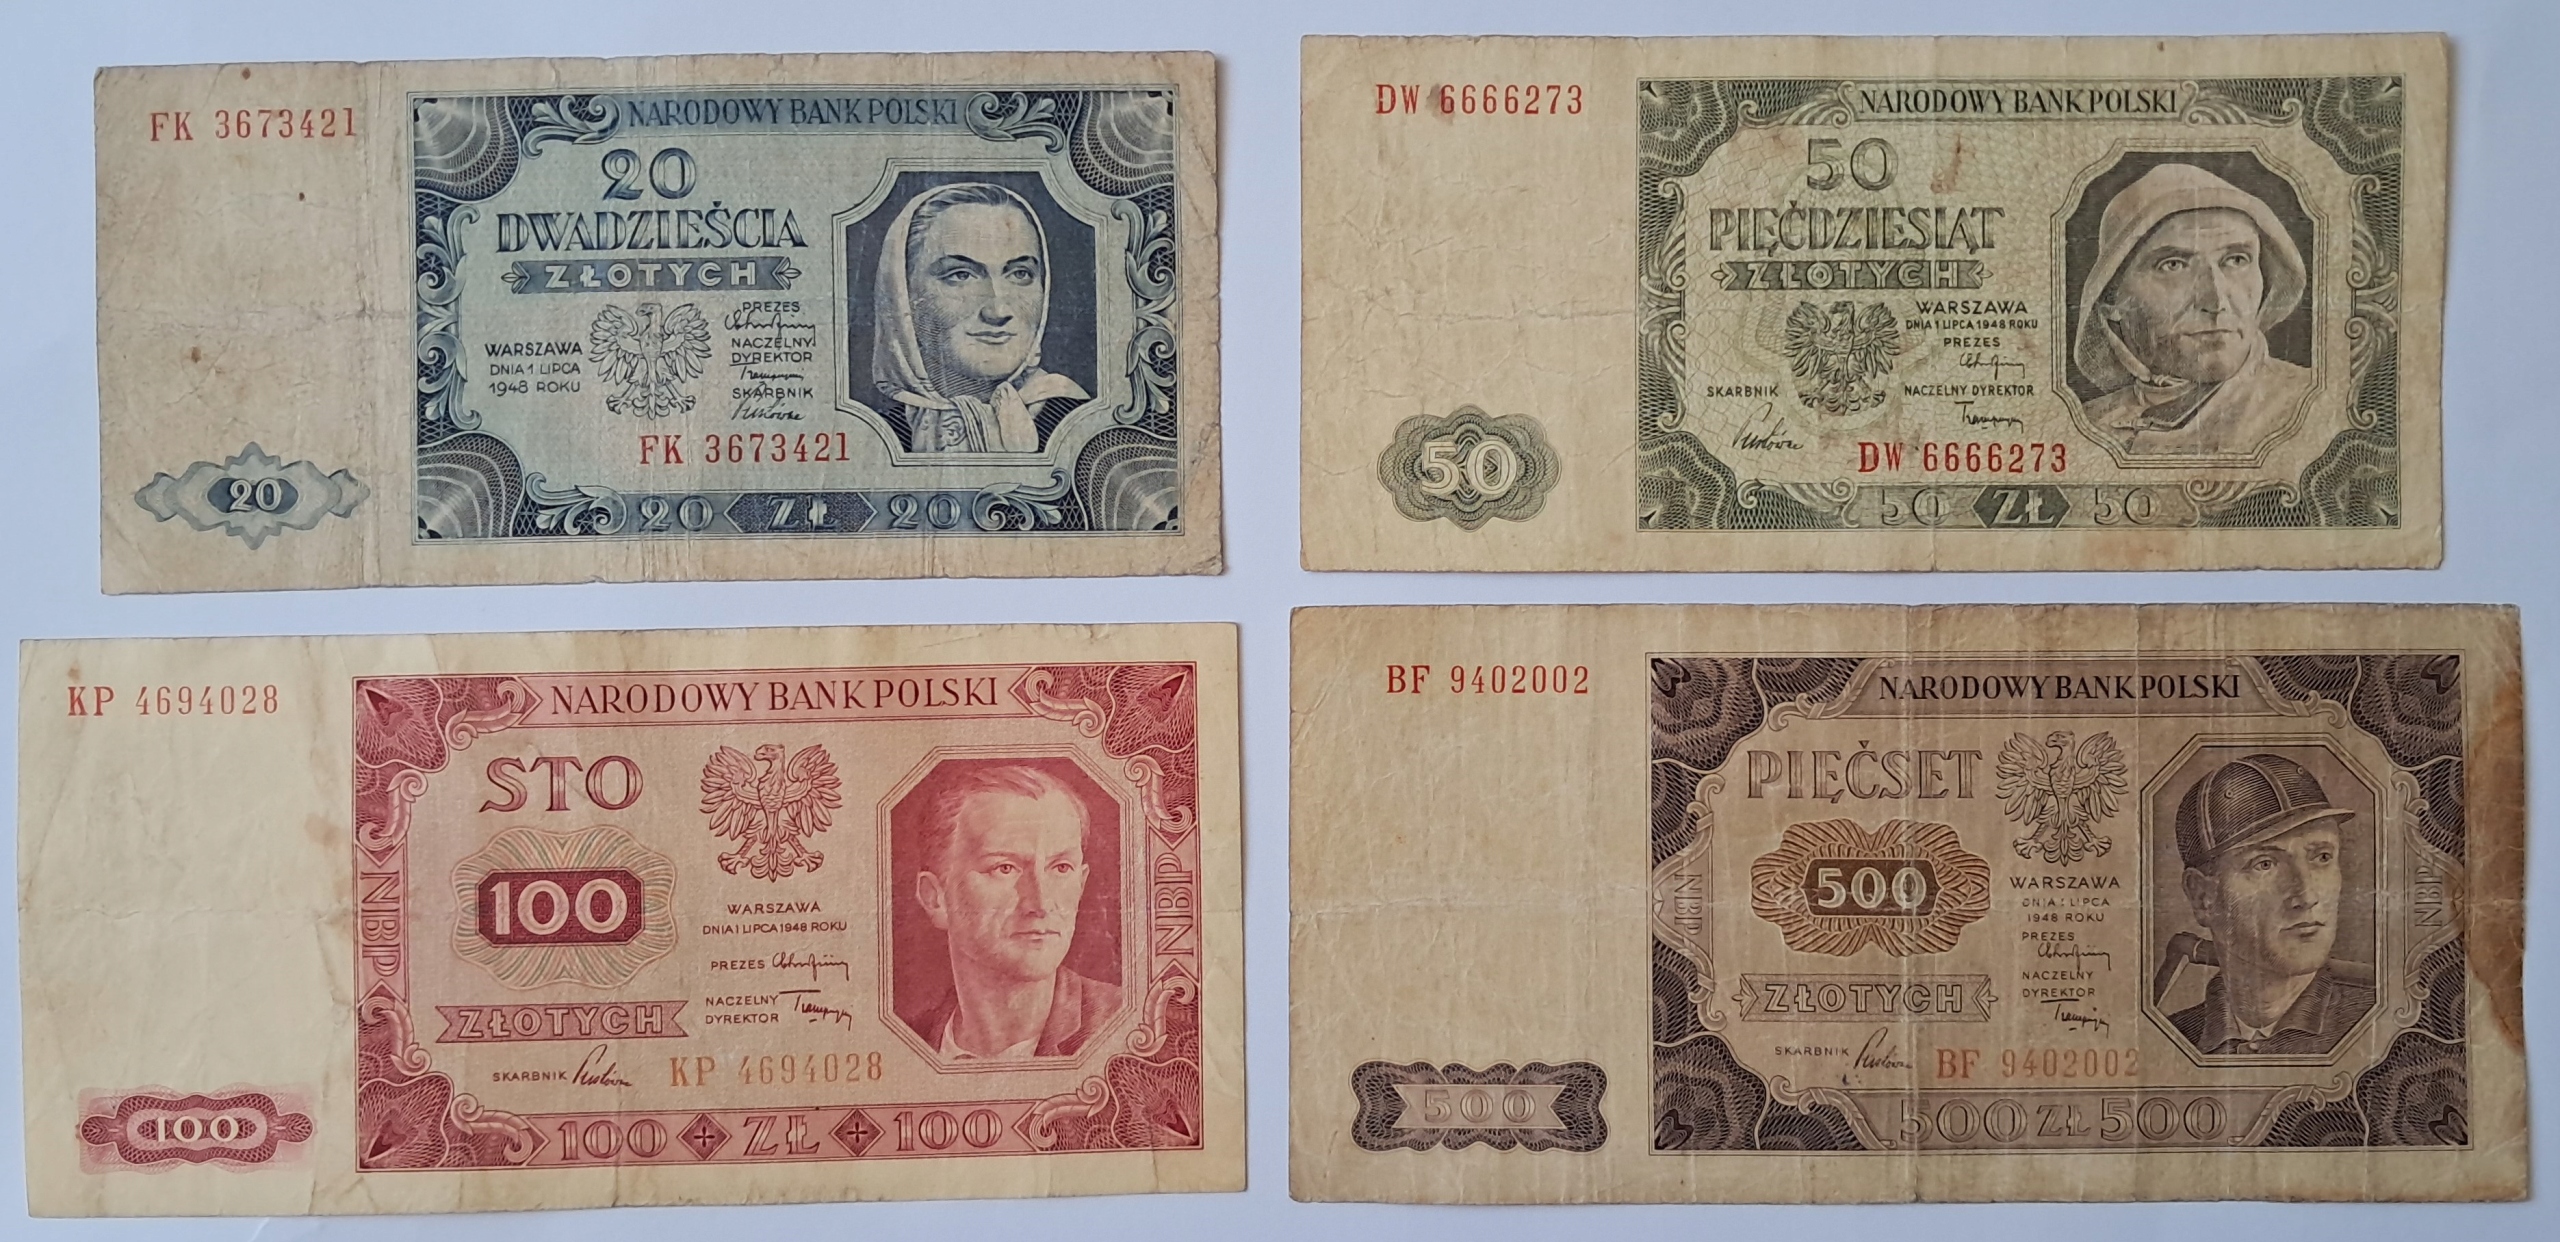 FK 3673421
NARODOWY BANK POLSKI
20
DWADZIEŚCIA
ZŁOTYCH
WARSZAWA
DNIA 1 LIPCA
1948 ROKU
PREZES
NACZELNY
DYREKTOR
SKARBNIK
FK 3673421
20
20 ZŁ 20
DW 6666273
NARODOWY BANK POLSKI
50
PIĘĆDZIESIĄT
ZŁOTYCH
WARSZAWA
DNIA 1 LIPCA 1948 ROKU
PREZES
SKARBNIK
NACZELNY DYREKTOR
DW 6666273
50
50 ZŁ 50
KP 4694028
NARODOWY BANK POLSKI
STO
100
ZŁOTYCH
NBP
NBP
WARSZAWA
DNIA 1 LIPCA 1948 ROKU
PREZES
NACZELNY
DYREKTOR
SKARBNIK
KP 4694028
100
100 ZŁ 100
BF 9402002
NARODOWY BANK POLSKI
PIĘĆSET
500
ZŁOTYCH
NBP
NBP
WARSZAWA
DNIA 1 LIPCA
1948 ROKU
PREZES
NACZELNY
DYREKTOR
SKARBNIK
BF 9402002
500
500 ZŁ 500